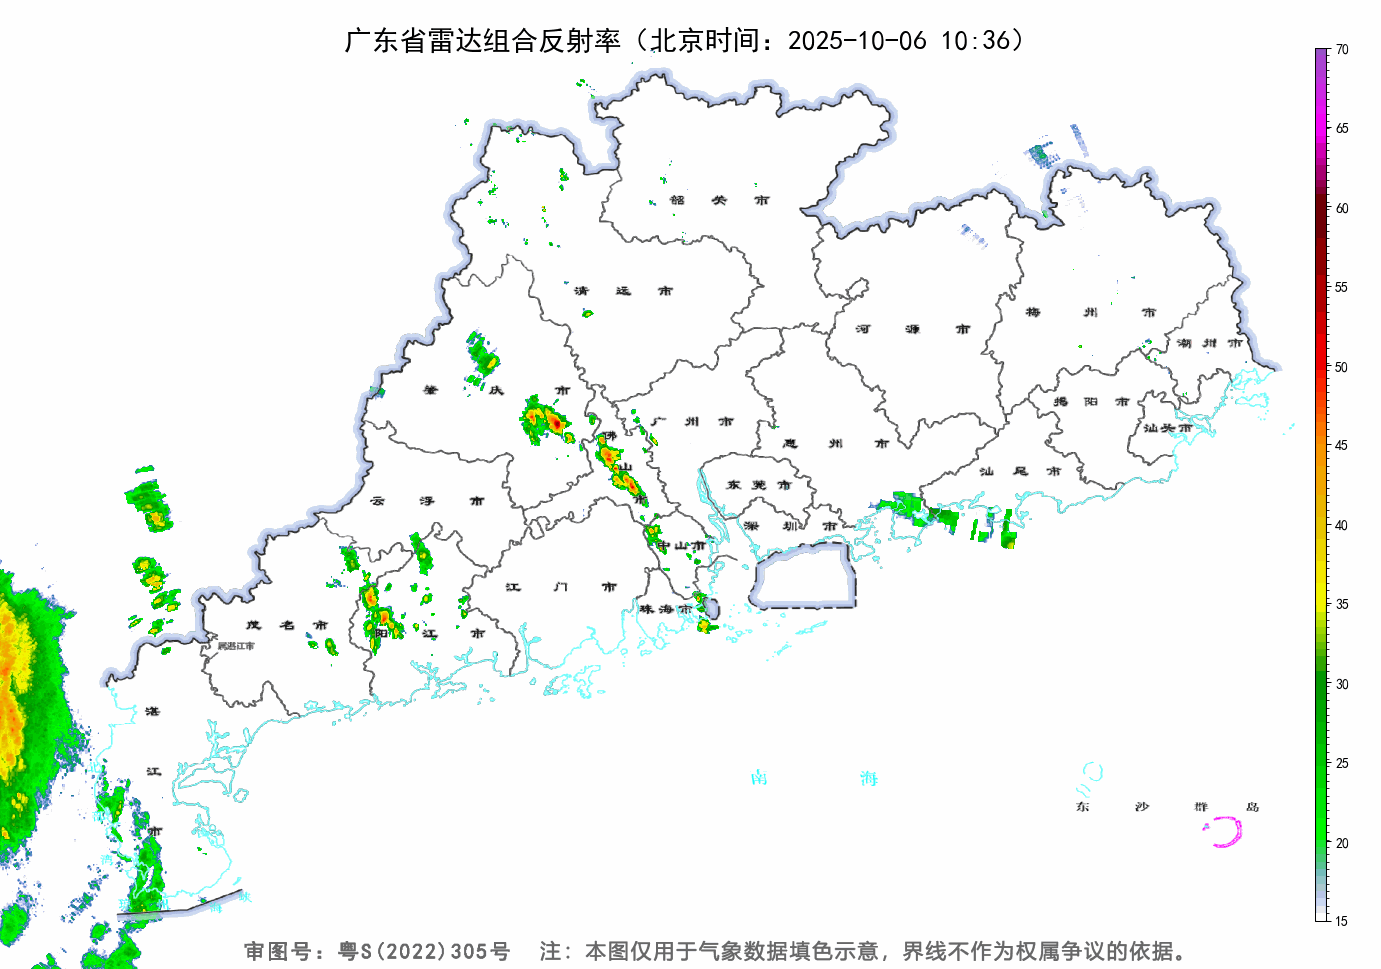 广东省雷达组合反射率（北京时间：2025-10-06 10:36）
70
65
60
55
50
45
40
35
30
25
20
15
韶关市
清远市
河源市
梅州市
潮州市
肇庆市
揭阳市
广州市
佛山市
惠州市
汕头市
汕尾市
东莞市
云浮市
深圳市
中山市
江门市
珠海市
茂名市
阳江市
属湛江市
湛江市
南海
东沙群岛
审图号：粤S(2022)305号 注：本图仅用于气象数据填色示意，界线不作为权属争议的依据。